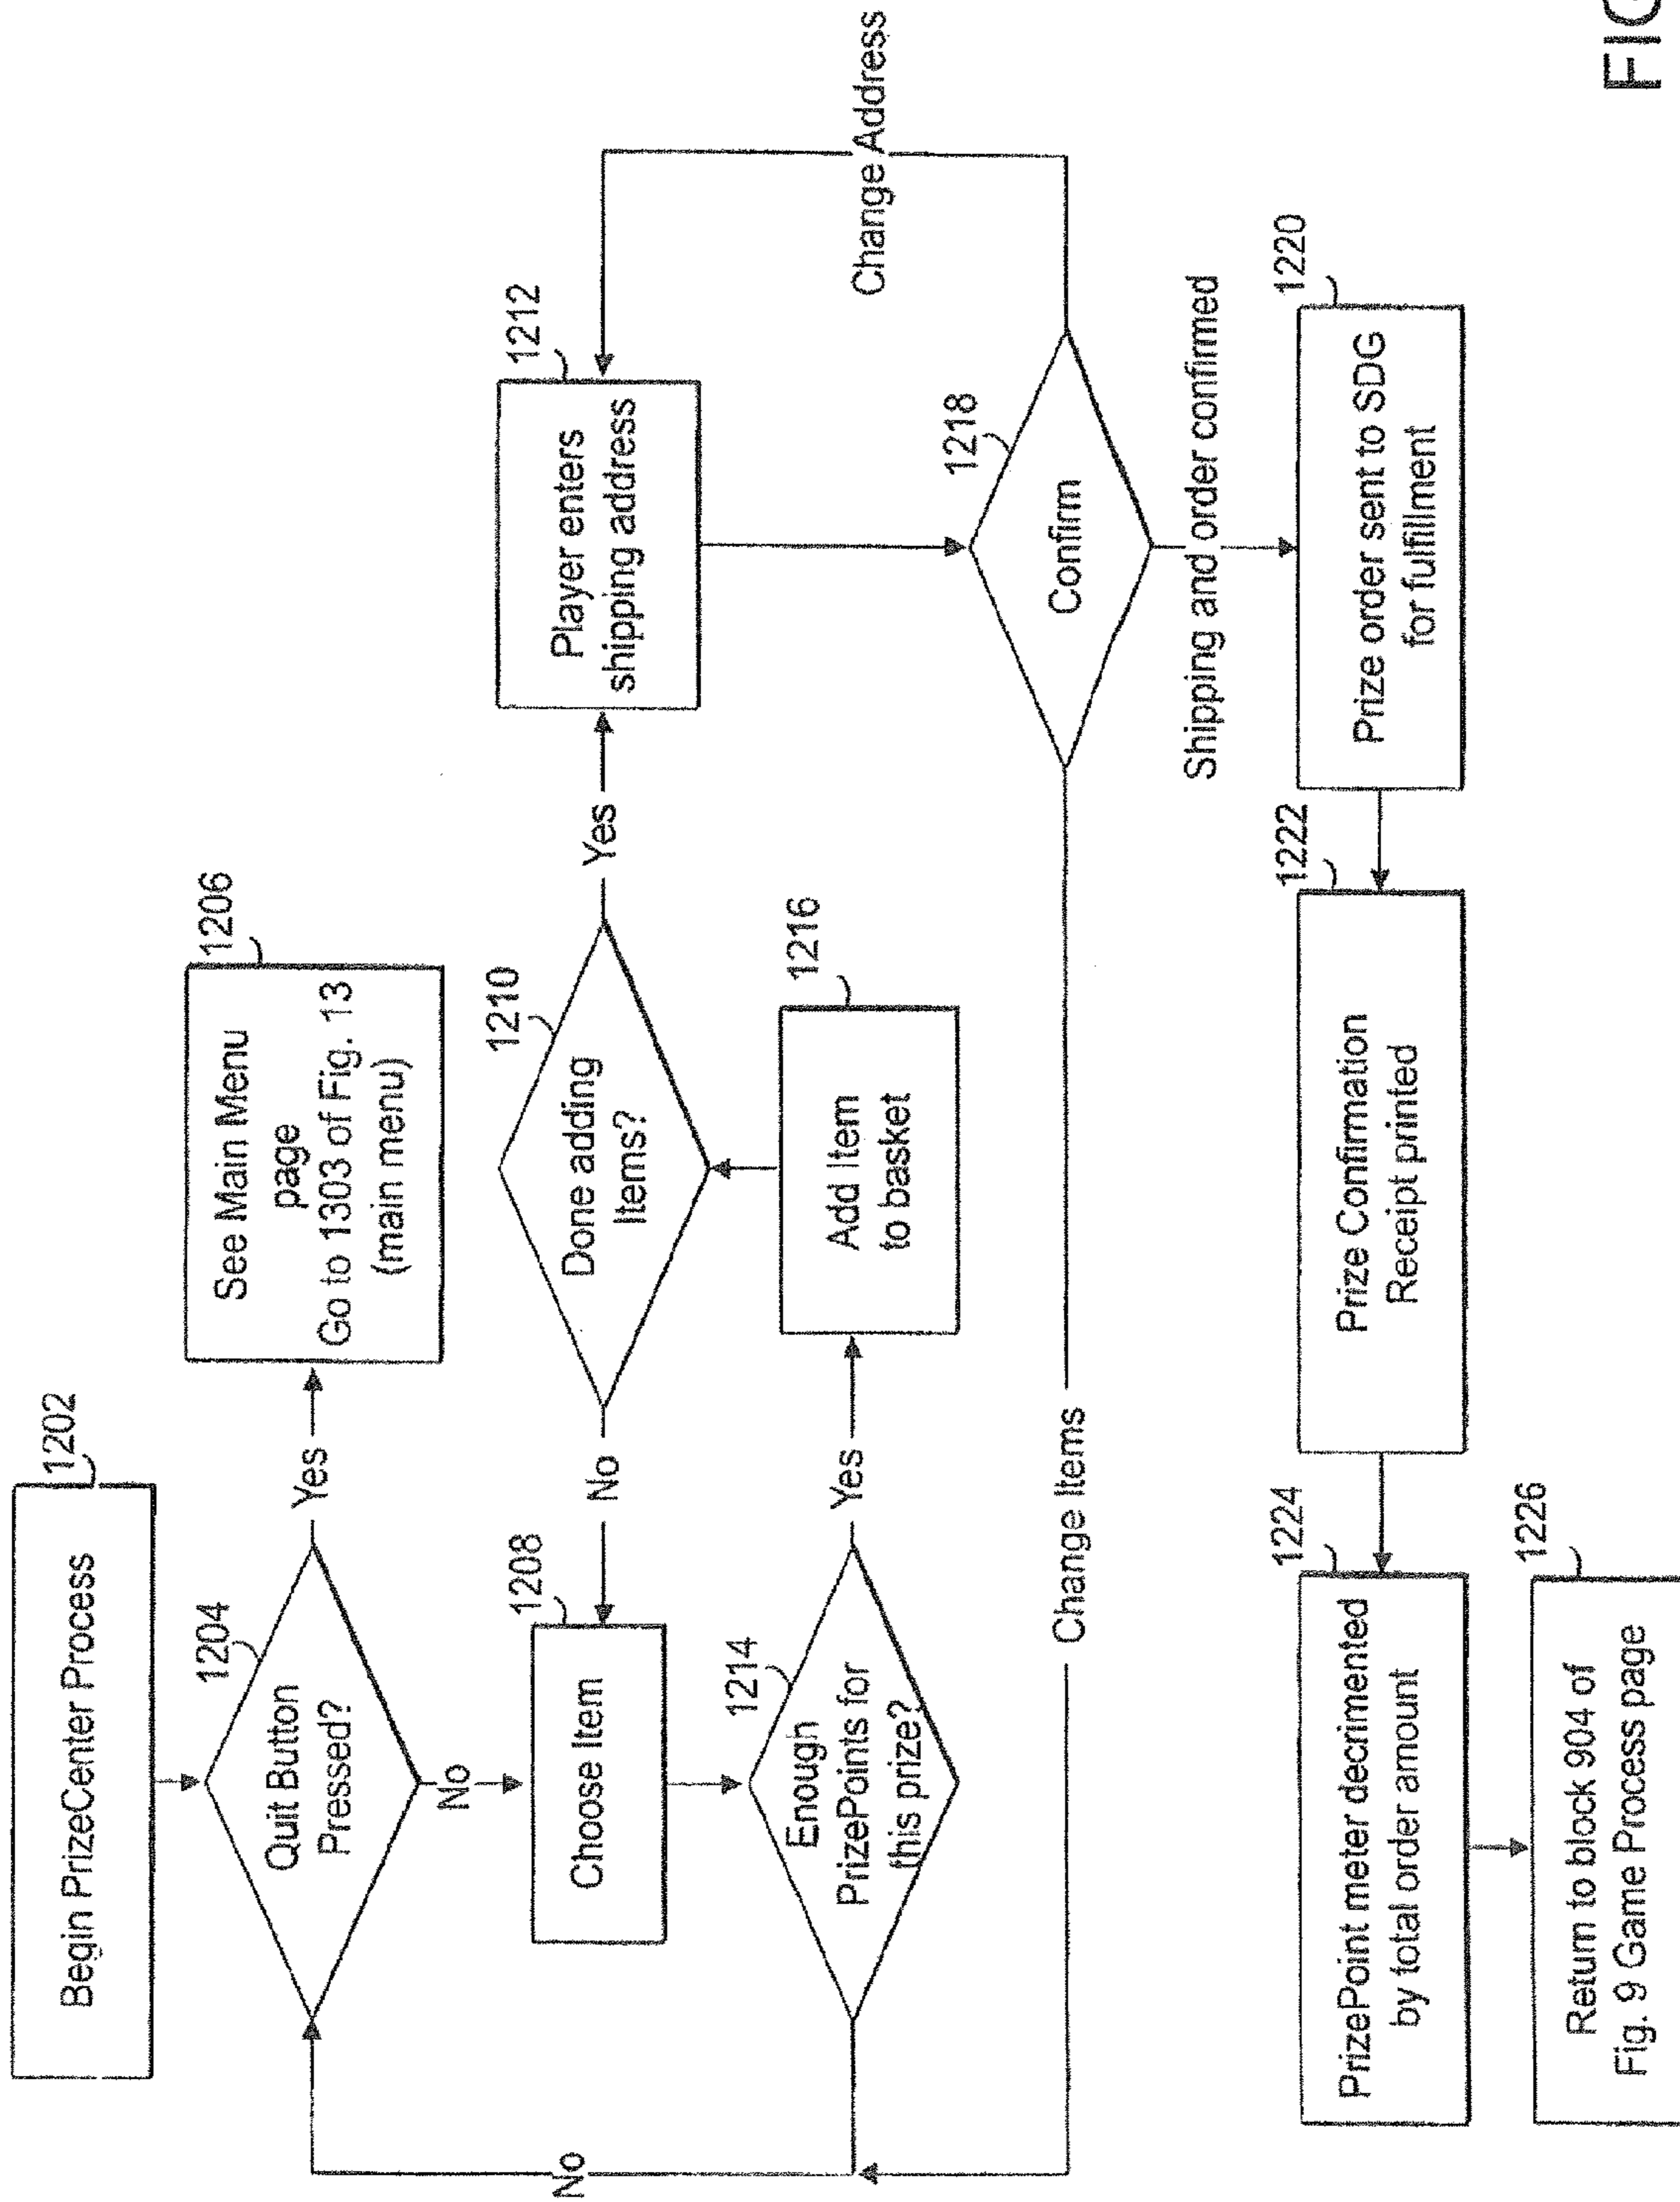 Begin PrizeCenter Process
1202
1204
Quit Button
Pressed?
Yes
1206
See Main Menu
page
Go to 1303 of Fig. 13
(main menu)
No
1208
Choose Item
No
1210
Done adding
Items?
Yes
1212
Player enters
shipping address
1214
Enough
PrizePoints for
this prize?
Yes
1216
Add Item
to basket
No
Change Address
1218
Confirm
Change Items
Shipping and order confirmed
1220
Prize order sent to SDG
for fulfillment
1222
Prize Confirmation
Receipt printed
1224
PrizePoint meter decrimented
by total order amount
1226
Return to block 904 of
Fig. 9 Game Process page